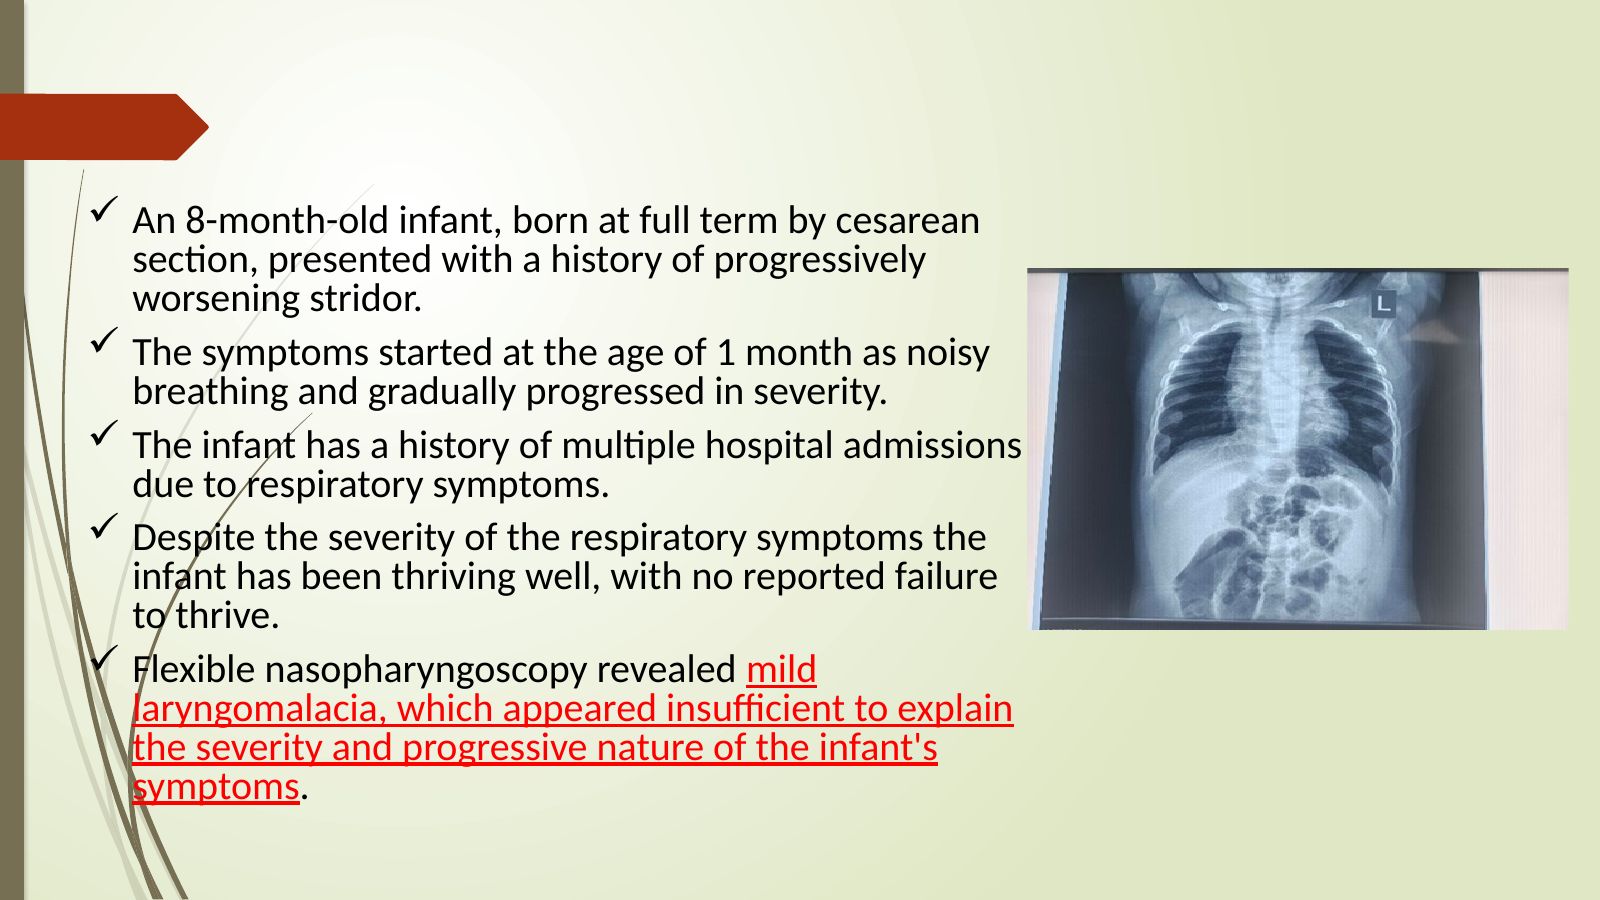 ✓ An 8-month-old infant, born at full term by cesarean
section, presented with a history of progressively
worsening stridor.
✓ The symptoms started at the age of 1 month as noisy
breathing and gradually progressed in severity.
✓ The infant has a history of multiple hospital admissions
due to respiratory symptoms.
✓ Despite the severity of the respiratory symptoms the
infant has been thriving well, with no reported failure
to thrive.
✓ Flexible nasopharyngoscopy revealed mild
laryngomalacia, which appeared insufficient to explain
the severity and progressive nature of the infant's
symptoms.
L